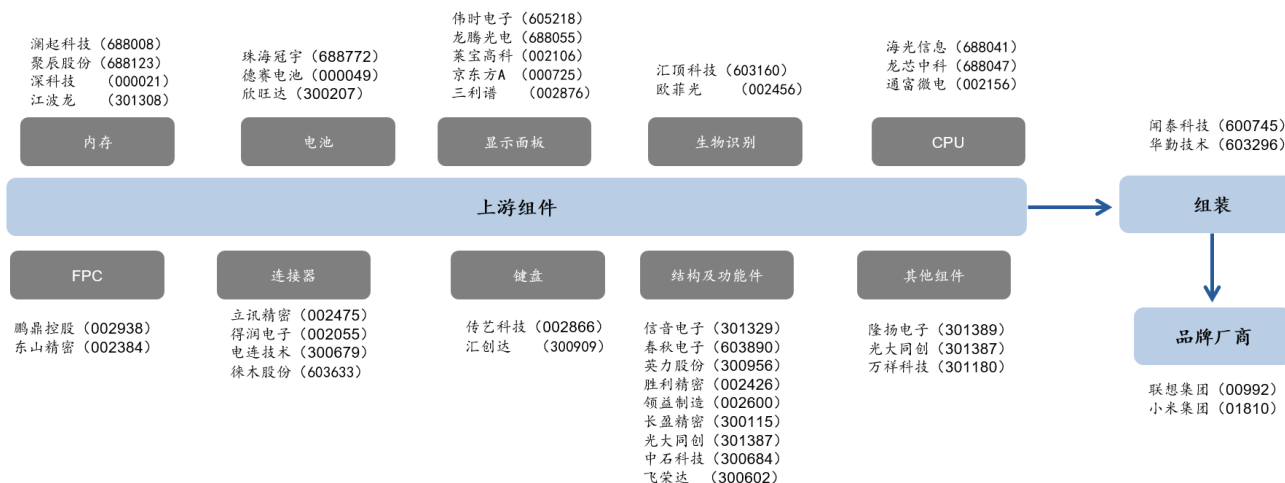 澜起科技（688008）
聚辰股份（688123）
深科技（000021）
江波龙（301308）
内存
珠海冠宇（688772）
德赛电池（000049）
欣旺达（300207）
电池
伟时电子（605218）
龙腾光电（688055）
莱宝高科（002106）
京东方A（000725）
三利谱（002876）
显示面板
汇顶科技（603160）
欧菲光（002456）
生物识别
海光信息（688041）
龙芯中科（688047）
通富微电（002156）
CPU
上游组件
FPC
鹏鼎控股（002938）
东山精密（002384）
连接器
立讯精密（002475）
得润电子（002055）
电连技术（300679）
徕木股份（603633）
键盘
传艺科技（002866）
汇创达（300909）
结构及功能件
信音电子（301329）
春秋电子（603890）
英力股份（300956）
胜利精密（002426）
领益制造（002600）
长盈精密（300115）
光大同创（301387）
中石科技（300684）
飞荣达（300602）
其他组件
隆扬电子（301389）
光大同创（301387）
万祥科技（301180）
闻泰科技（600745）
华勤技术（603296）
组装
品牌厂商
联想集团（00992）
小米集团（01810）